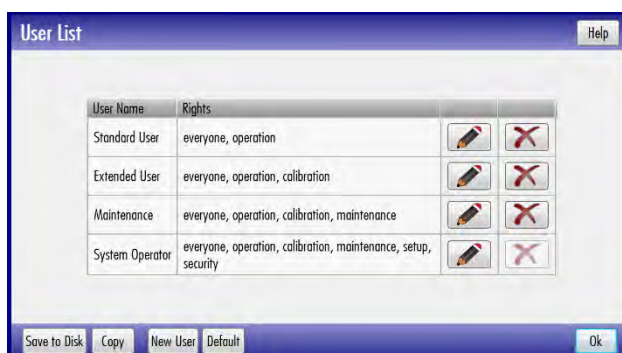 User List
Help
User Name Rights
Standard User everyone, operation
Extended User everyone, operation, calibration
Maintenance everyone, operation, calibration, maintenance
System Operator everyone, operation, calibration, maintenance, setup,
security
Save to Disk Copy New User Default Ok